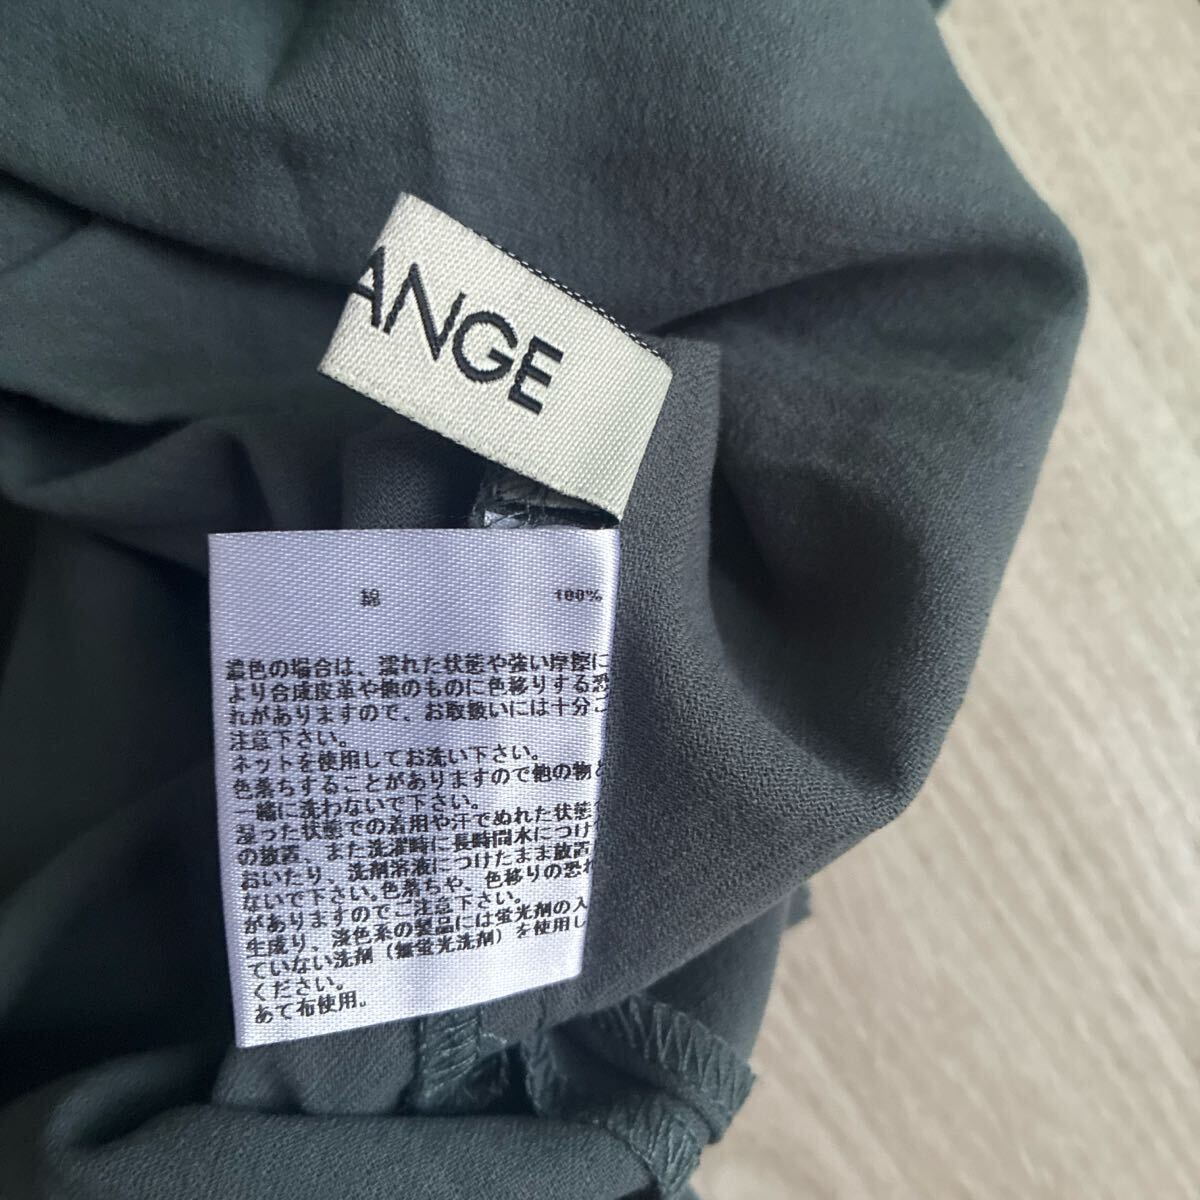 ANGE
綿 100%
濃色の場合は、濡れた状態や強い摩擦に
より合成皮革や他のものに色移りする恐
れがありますので、お取扱いには十分ご
注意下さい。
ネットを使用してお洗い下さい。
色落ちすることがありますので他の物と
一緒に洗わないで下さい。
湿った状態での着用や汗でぬれた状態で
の放置、また洗濯時に長時間水につけて
おいたり、洗剤溶液につけたまま放置し
ないで下さい。色落ちや、色移りの恐れ
がありますのでご注意下さい。
生成り、淡色系の製品には蛍光剤の入っ
ていない洗剤（無蛍光洗剤）を使用して
ください。
あて布使用。